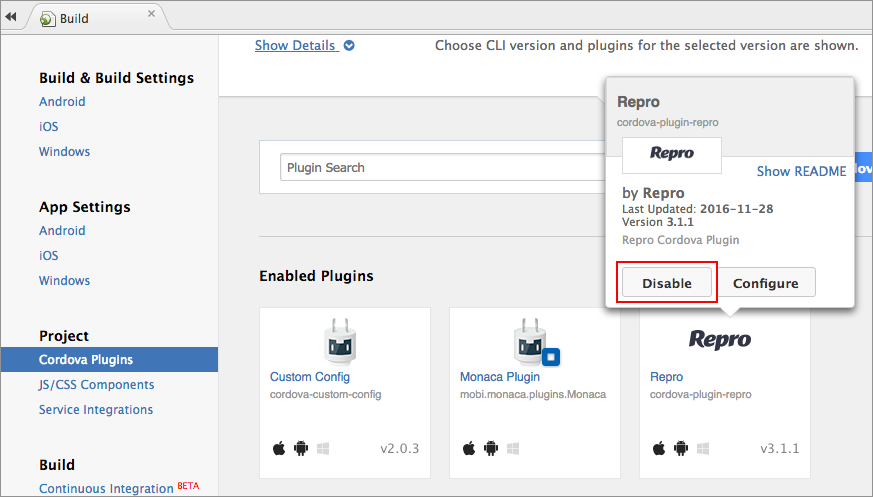 Build
Show Details
Choose CLI version and plugins for the selected version are shown.
Build & Build Settings
Android
iOS
Windows
App Settings
Android
iOS
Windows
Project
Cordova Plugins
JS/CSS Components
Service Integrations
Build
Continuous Integration BETA
Plugin Search
Repro
cordova-plugin-repro
Repro
Show README
by Repro
Last Updated: 2016-11-28
Version 3.1.1
Repro Cordova Plugin
Disable
Configure
Enabled Plugins
Custom Config
cordova-custom-config
v2.0.3
Monaca Plugin
mobi.monaca.plugins.Monaca
Repro
Repro
cordova-plugin-repro
v3.1.1